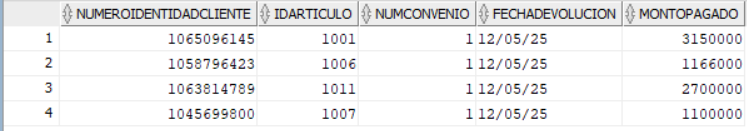 NUMEROIDENTIDADCLIENTE IDARTICULO NUMCONVENIO FECHADEVOLUCION MONTOPAGADO
1 1065096145 1001 1 12/05/25 3150000
2 1058796423 1006 1 12/05/25 1166000
3 1063814789 1011 1 12/05/25 2700000
4 1045699800 1007 1 12/05/25 1100000